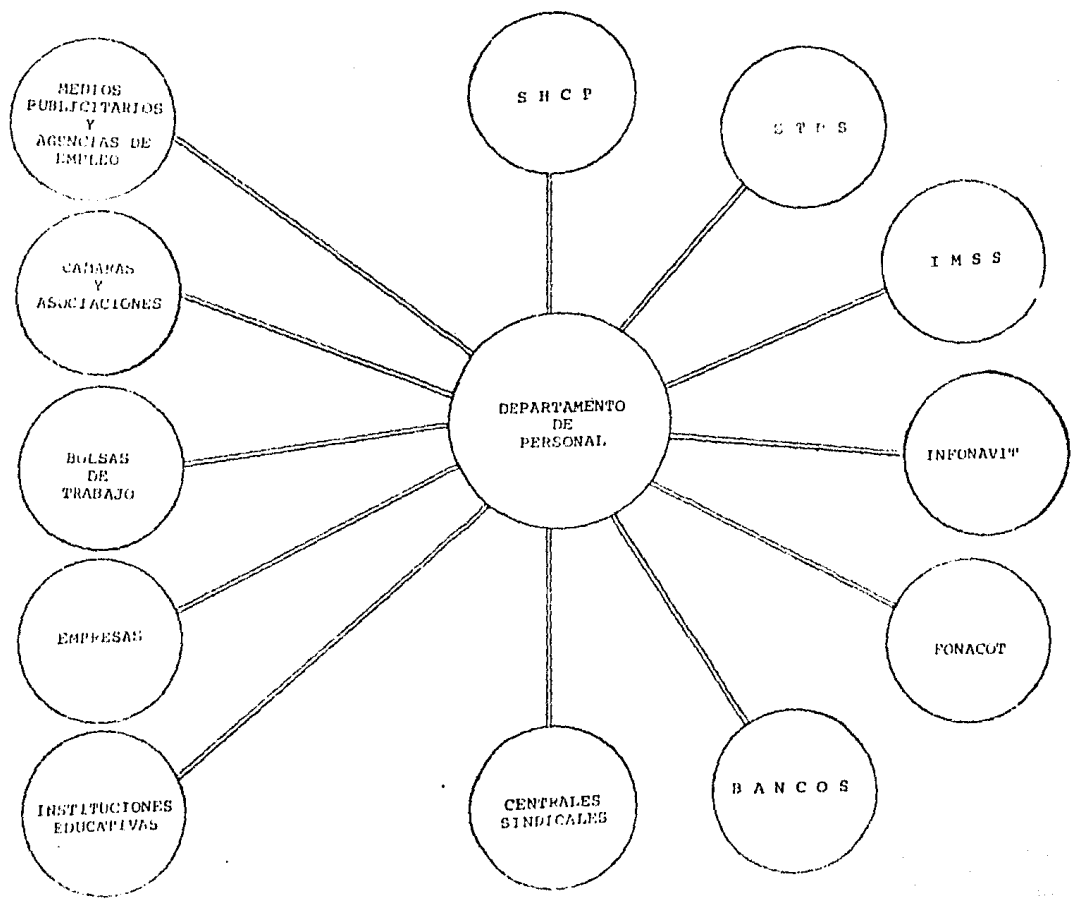 MEDIOS
PUBLICITARIOS
Y
AGENCIAS DE
EMPLEO
S H C P
S T P S
I M S S
CAMARAS
Y
ASOCIACIONES
DEPARTAMENTO
DE
PERSONAL
BOLSAS
DE
TRABAJO
INFONAVIT
EMPRESAS
FONACOT
INSTITUCIONES
EDUCATIVAS
CENTRALES
SINDICALES
B A N C O S